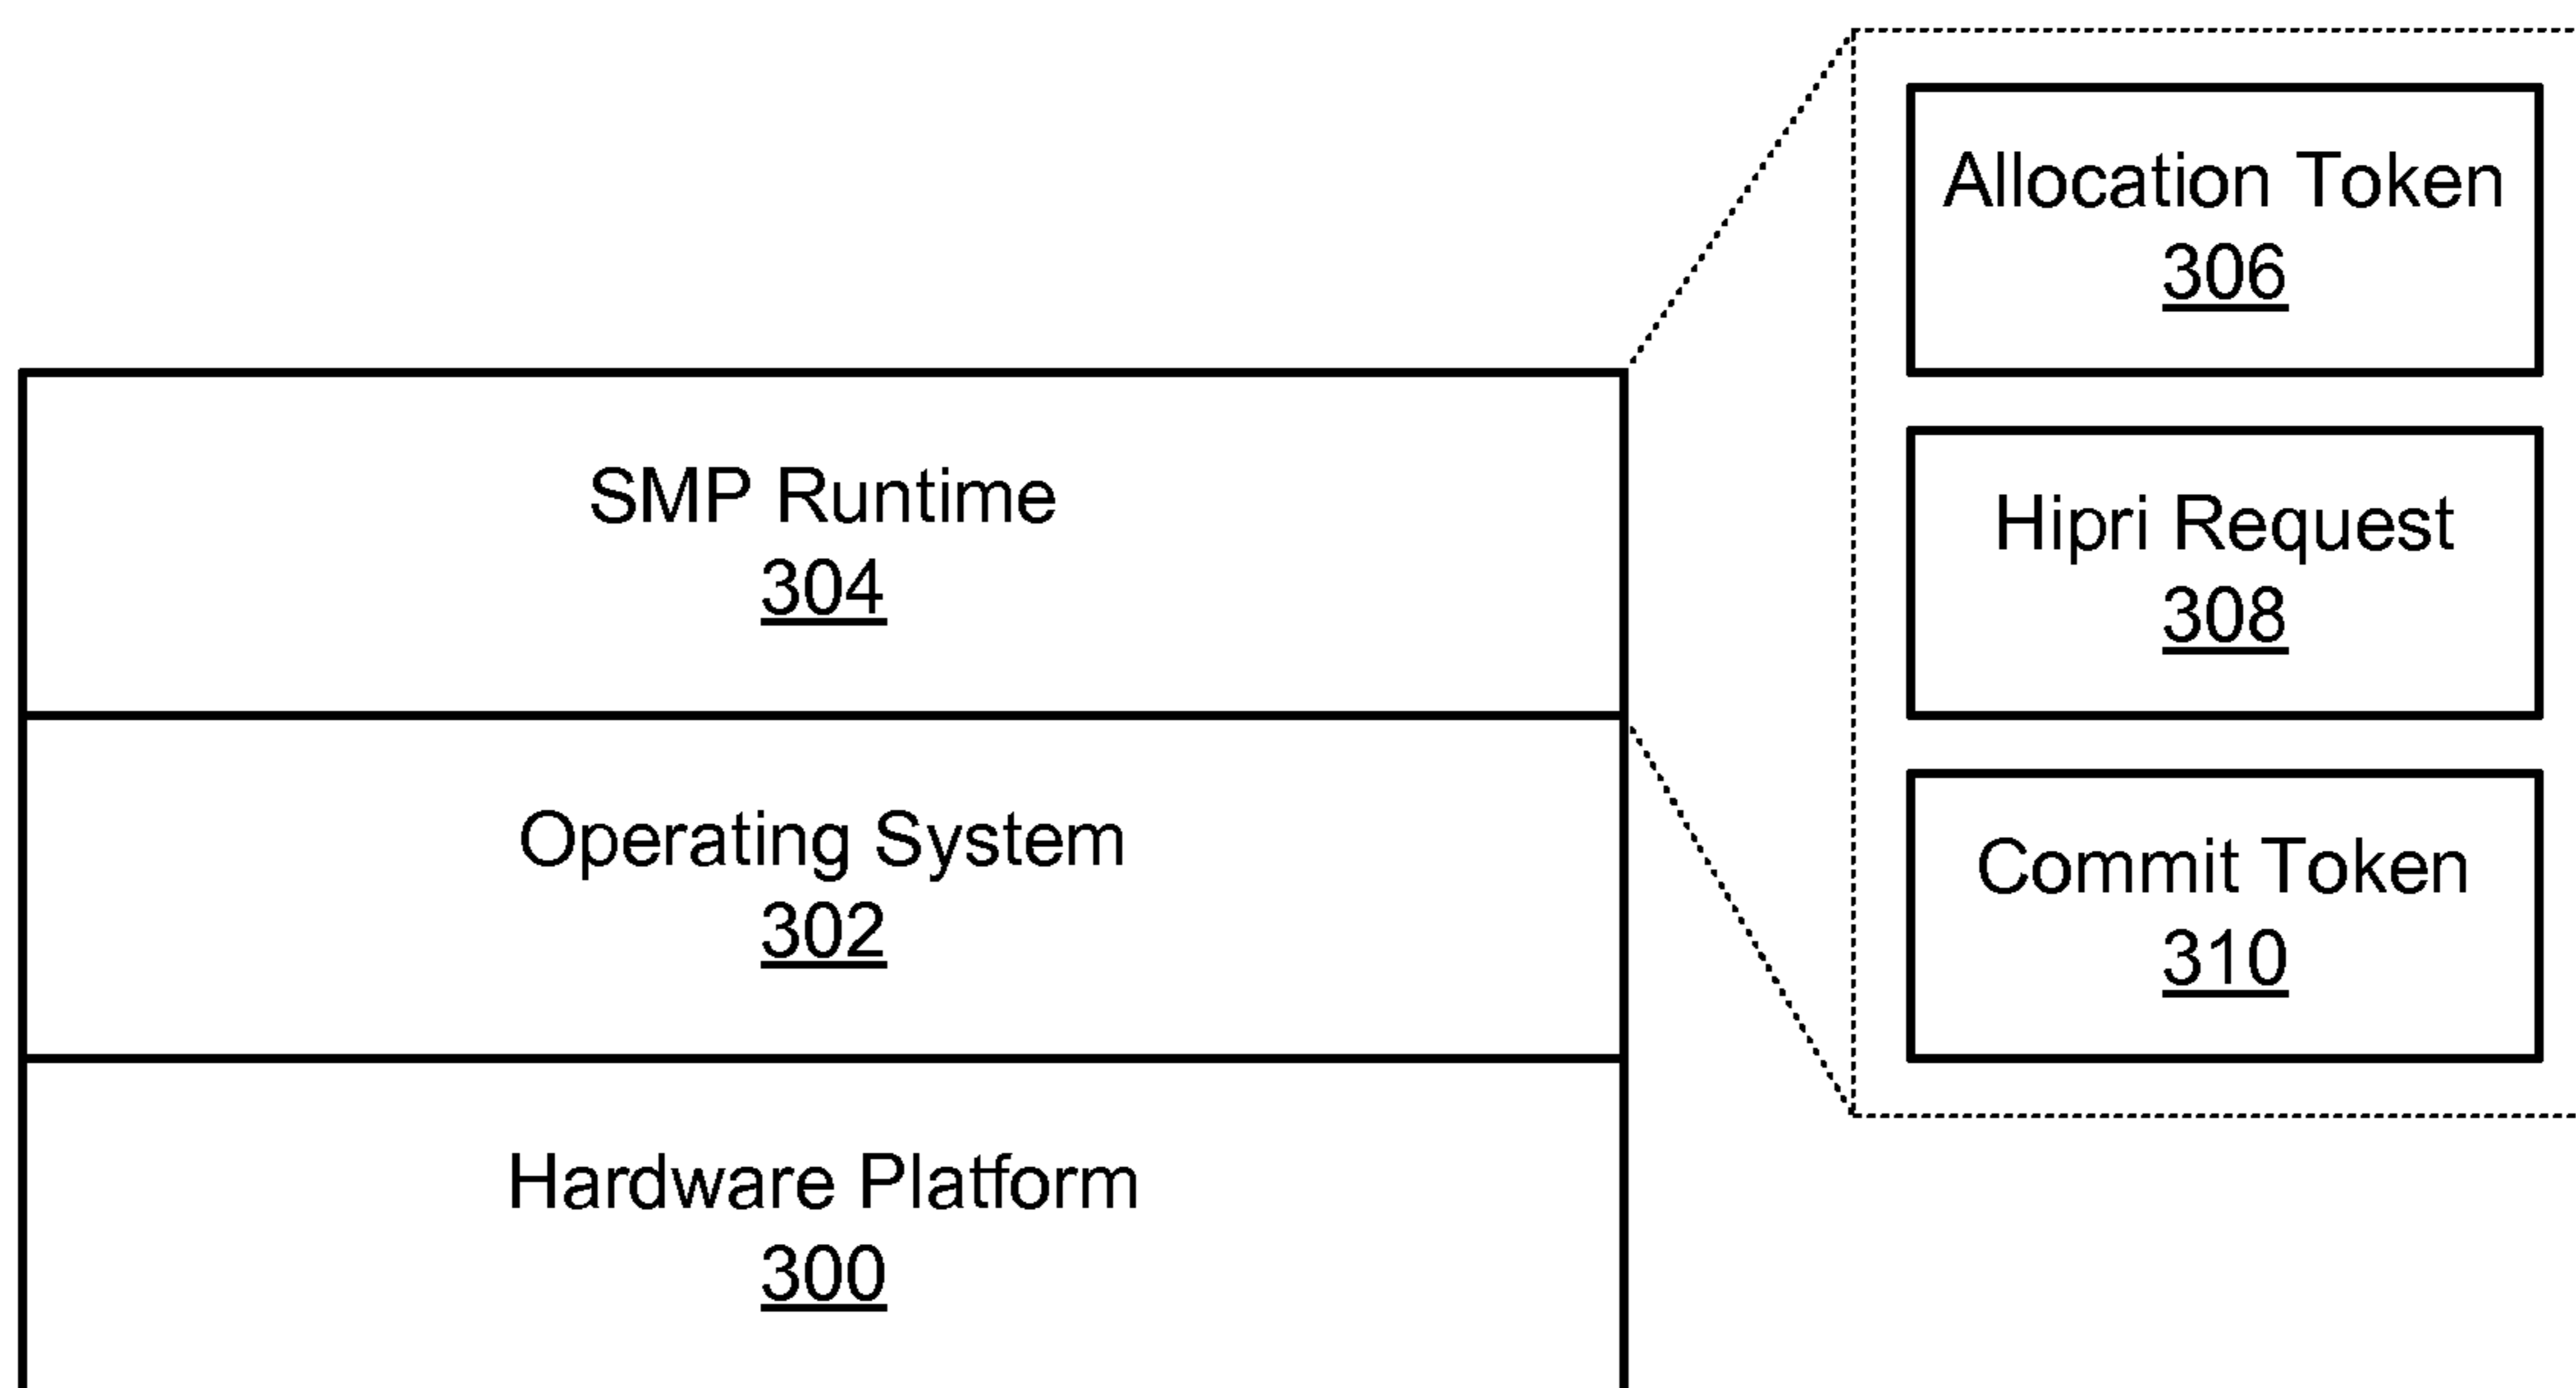 Allocation Token
306
Hipri Request
308
Commit Token
310
SMP Runtime
304
Operating System
302
Hardware Platform
300